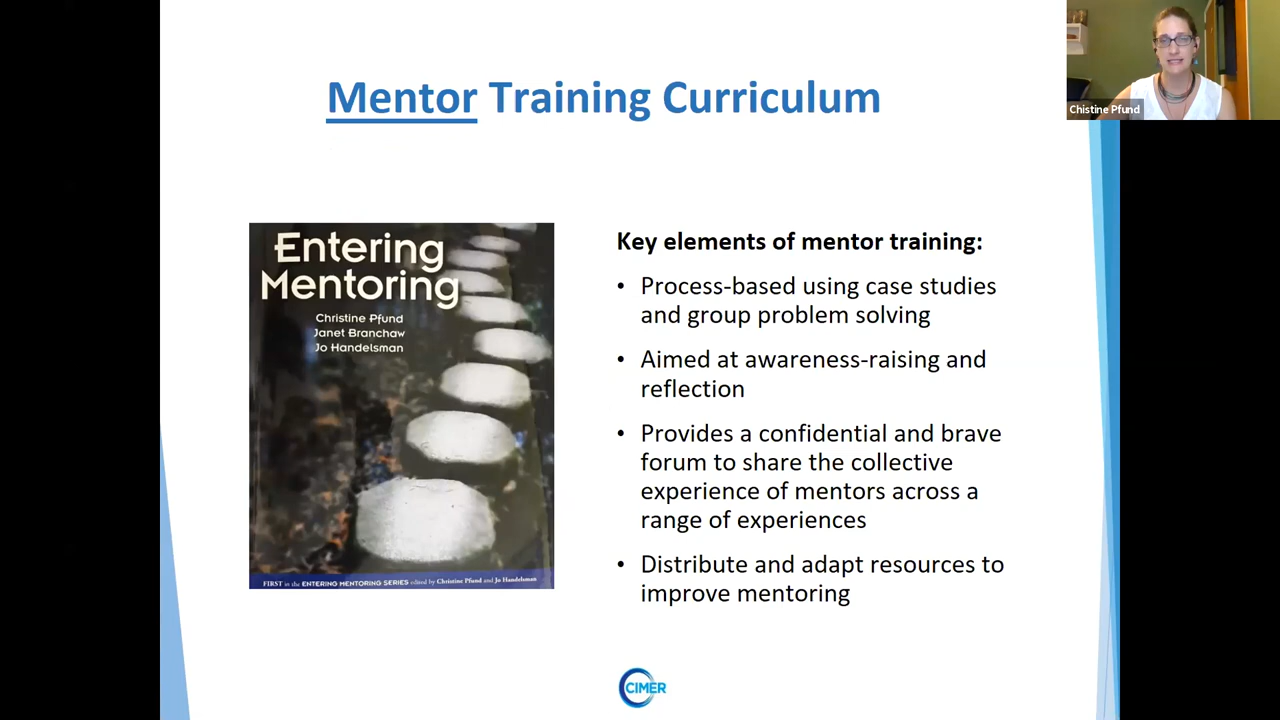 Mentor Training Curriculum
Chistine Pfund
Entering
Mentoring
Christine Pfund
Janet Branchaw
Jo Handelsman
FIRST in the ENTERING MENTORING SERIES edited by Christine Pfund and Jo Handelsman
Key elements of mentor training:
• Process-based using case studies
and group problem solving
• Aimed at awareness-raising and
reflection
• Provides a confidential and brave
forum to share the collective
experience of mentors across a
range of experiences
• Distribute and adapt resources to
improve mentoring
CIMER